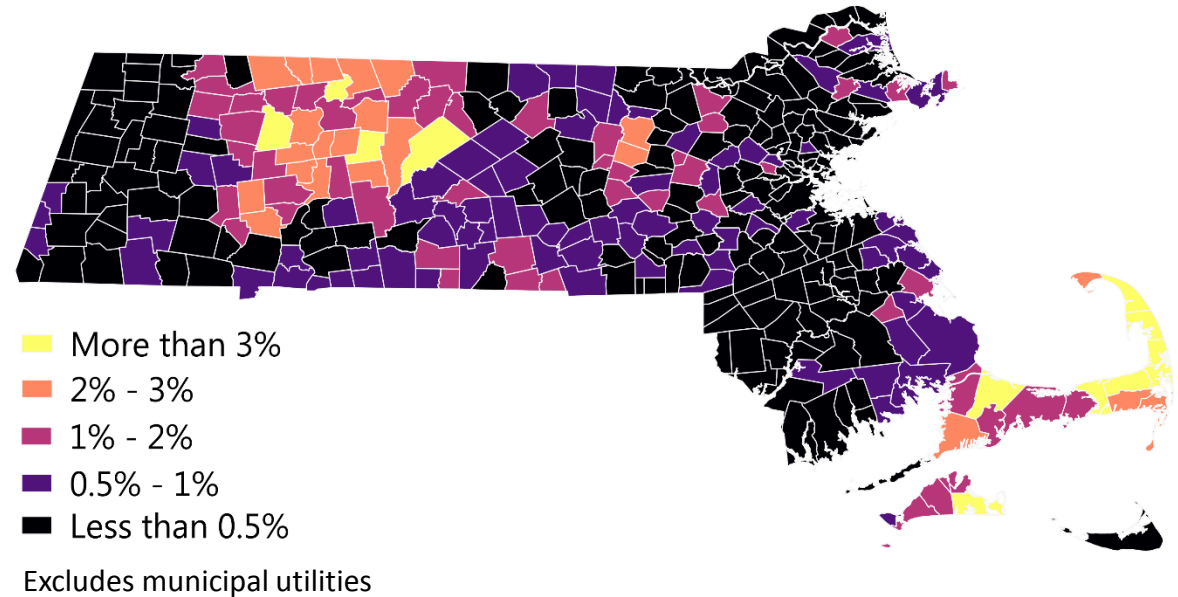 More than 3%
2% - 3%
1% - 2%
0.5% - 1%
Less than 0.5%
Excludes municipal utilities